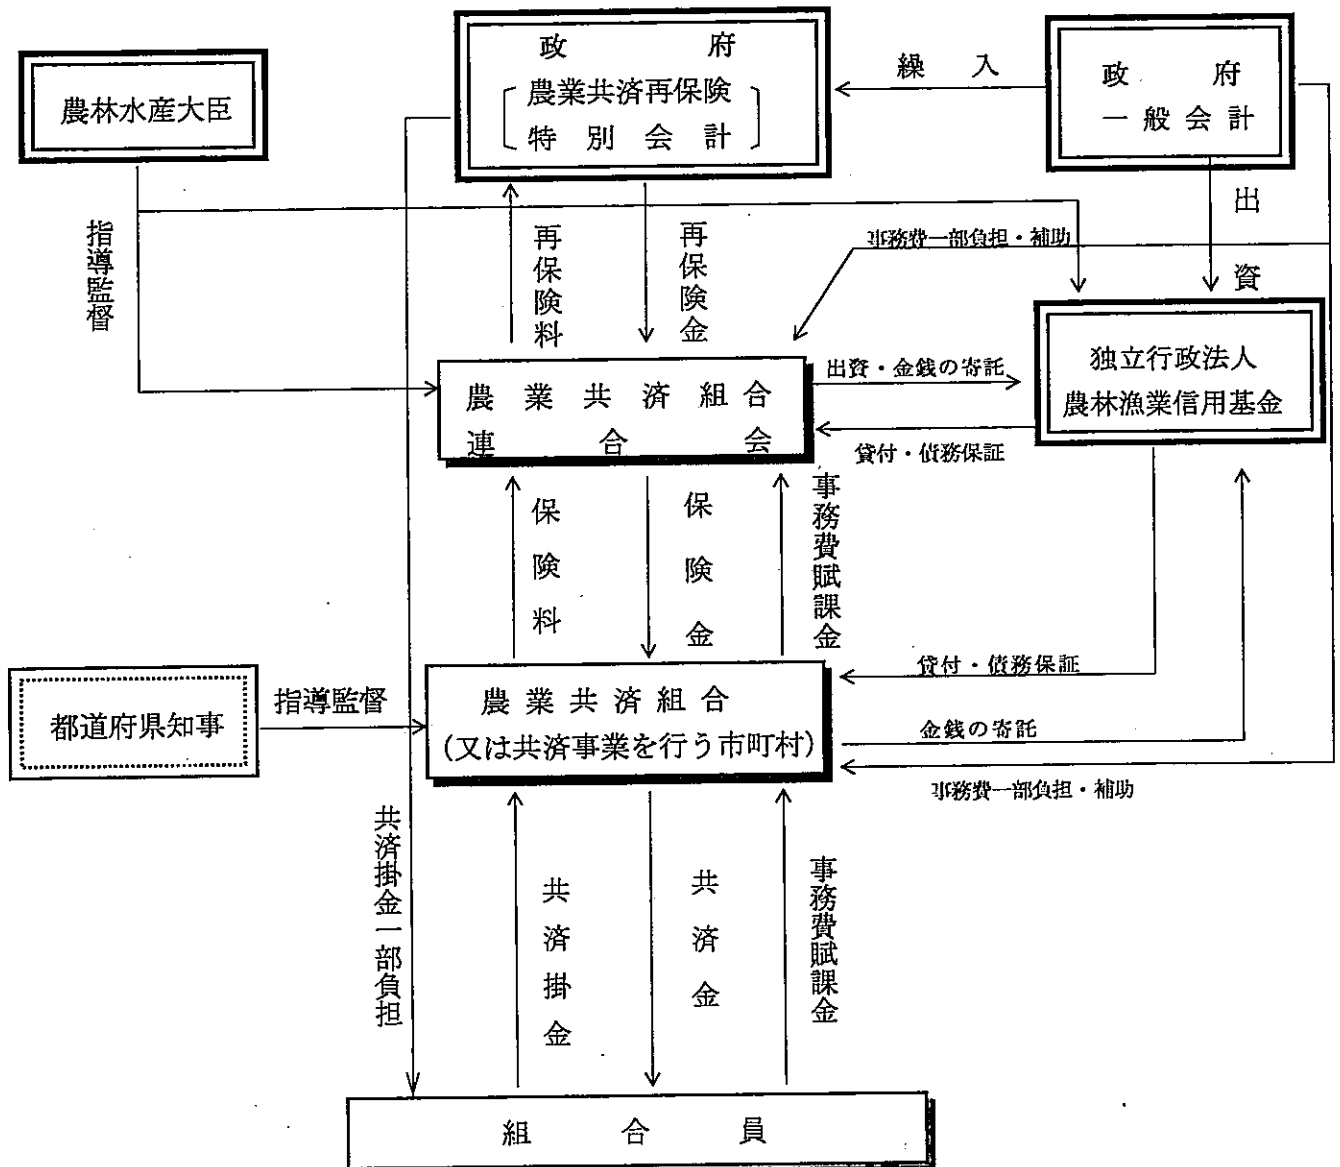 政府
農業共済再保険
特別会計
繰入
政府
一般会計
農林水産大臣
指導監督
再保険料
再保険金
事務費一部負担・補助
出資
独立行政法人
農林漁業信用基金
農業共済組合
連合会
出資・金銭の寄託
貸付・債務保証
保険料
保険金
事務費賦課金
貸付・債務保証
都道府県知事
指導監督
農業共済組合
(又は共済事業を行う市町村)
金銭の寄託
事務費一部負担・補助
共済掛金一部負担
共済掛金
共済金
事務費賦課金
組合員